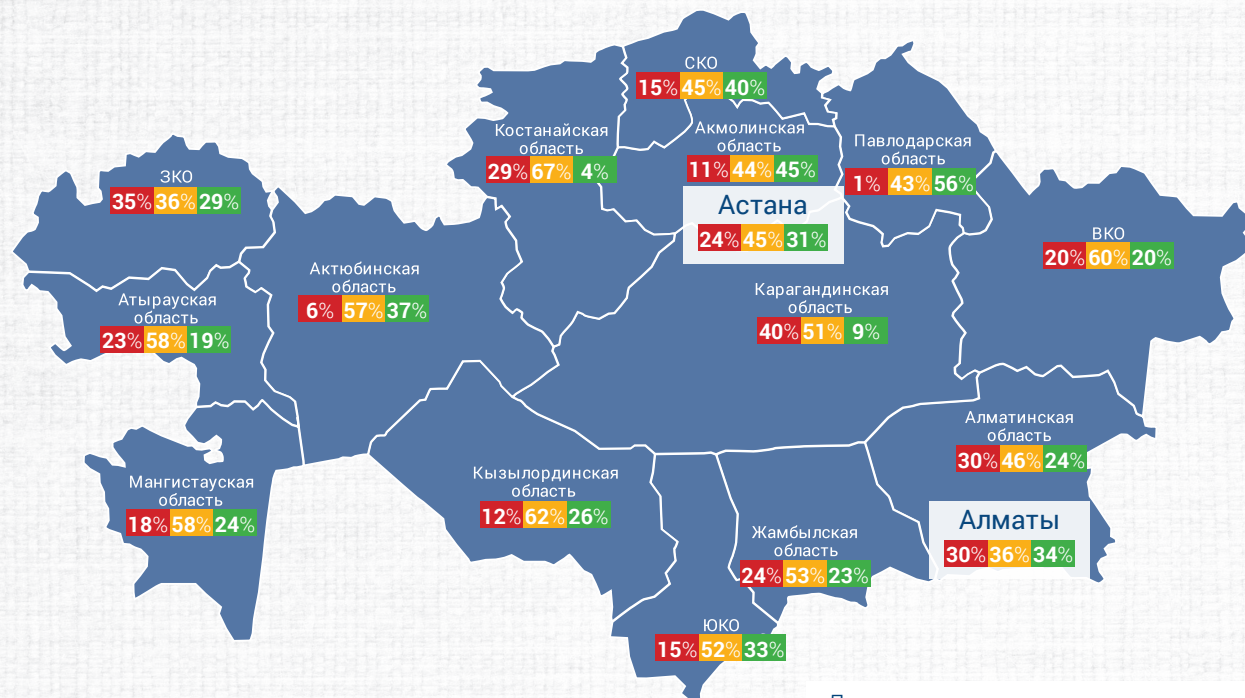 СКО
15% 45% 40%
Костанайская
область
29% 67% 4%
Акмолинская
область
11% 44% 45%
Павлодарская
область
1% 43% 56%
ЗКО
35% 36% 29%
Астана
24% 45% 31%
ВКО
20% 60% 20%
Актюбинская
область
6% 57% 37%
Атырауская
область
23% 58% 19%
Карагандинская
область
40% 51% 9%
Алматинская
область
30% 46% 24%
Мангистауская
область
18% 58% 24%
Кызылординская
область
12% 62% 26%
Алматы
30% 36% 34%
Жамбылская
область
24% 53% 23%
ЮКО
15% 52% 33%